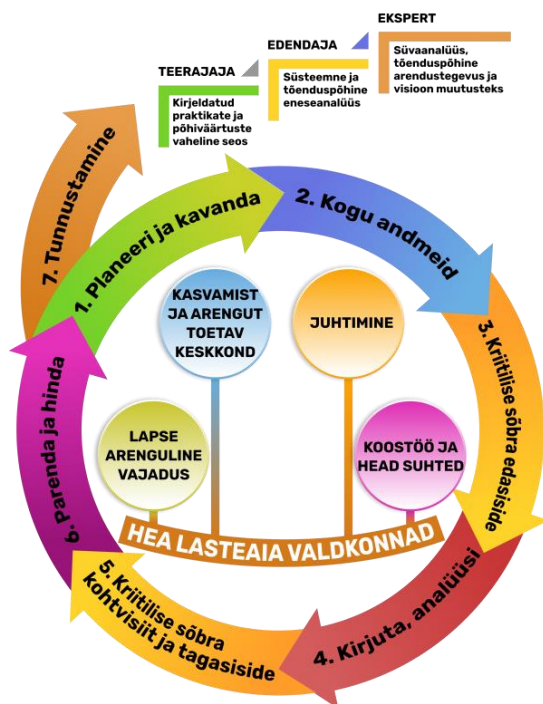 EKSPERT
Süvaanalüüs,
tõenduspõhine
arendustegevus ja
visioon muutusteks
EDENDAJA
Süsteemne ja
tõenduspõhine
eneseanalüüs
TEERAJAJA
Kirjeldatud
praktikate ja
põhiväärtuste
vaheline seos
1. Planeeri ja kavanda
2. Kogu andmeid
3. Kriitilise sõbra edasiside
4. Kirjuta, analüüsi
5. Kriitilise sõbra
kohtvisiit ja tagasiside
6. Parenda ja hinda
7. Tunnustamine
KASVAMIST
JA ARENGUT
TOETAV
KESKKOND
JUHTIMINE
LAPSE
ARENGULINE
VAJADUS
KOOSTÖÖ JA
HEAD SUHTED
HEA LASTEAIA VALDKONNAD